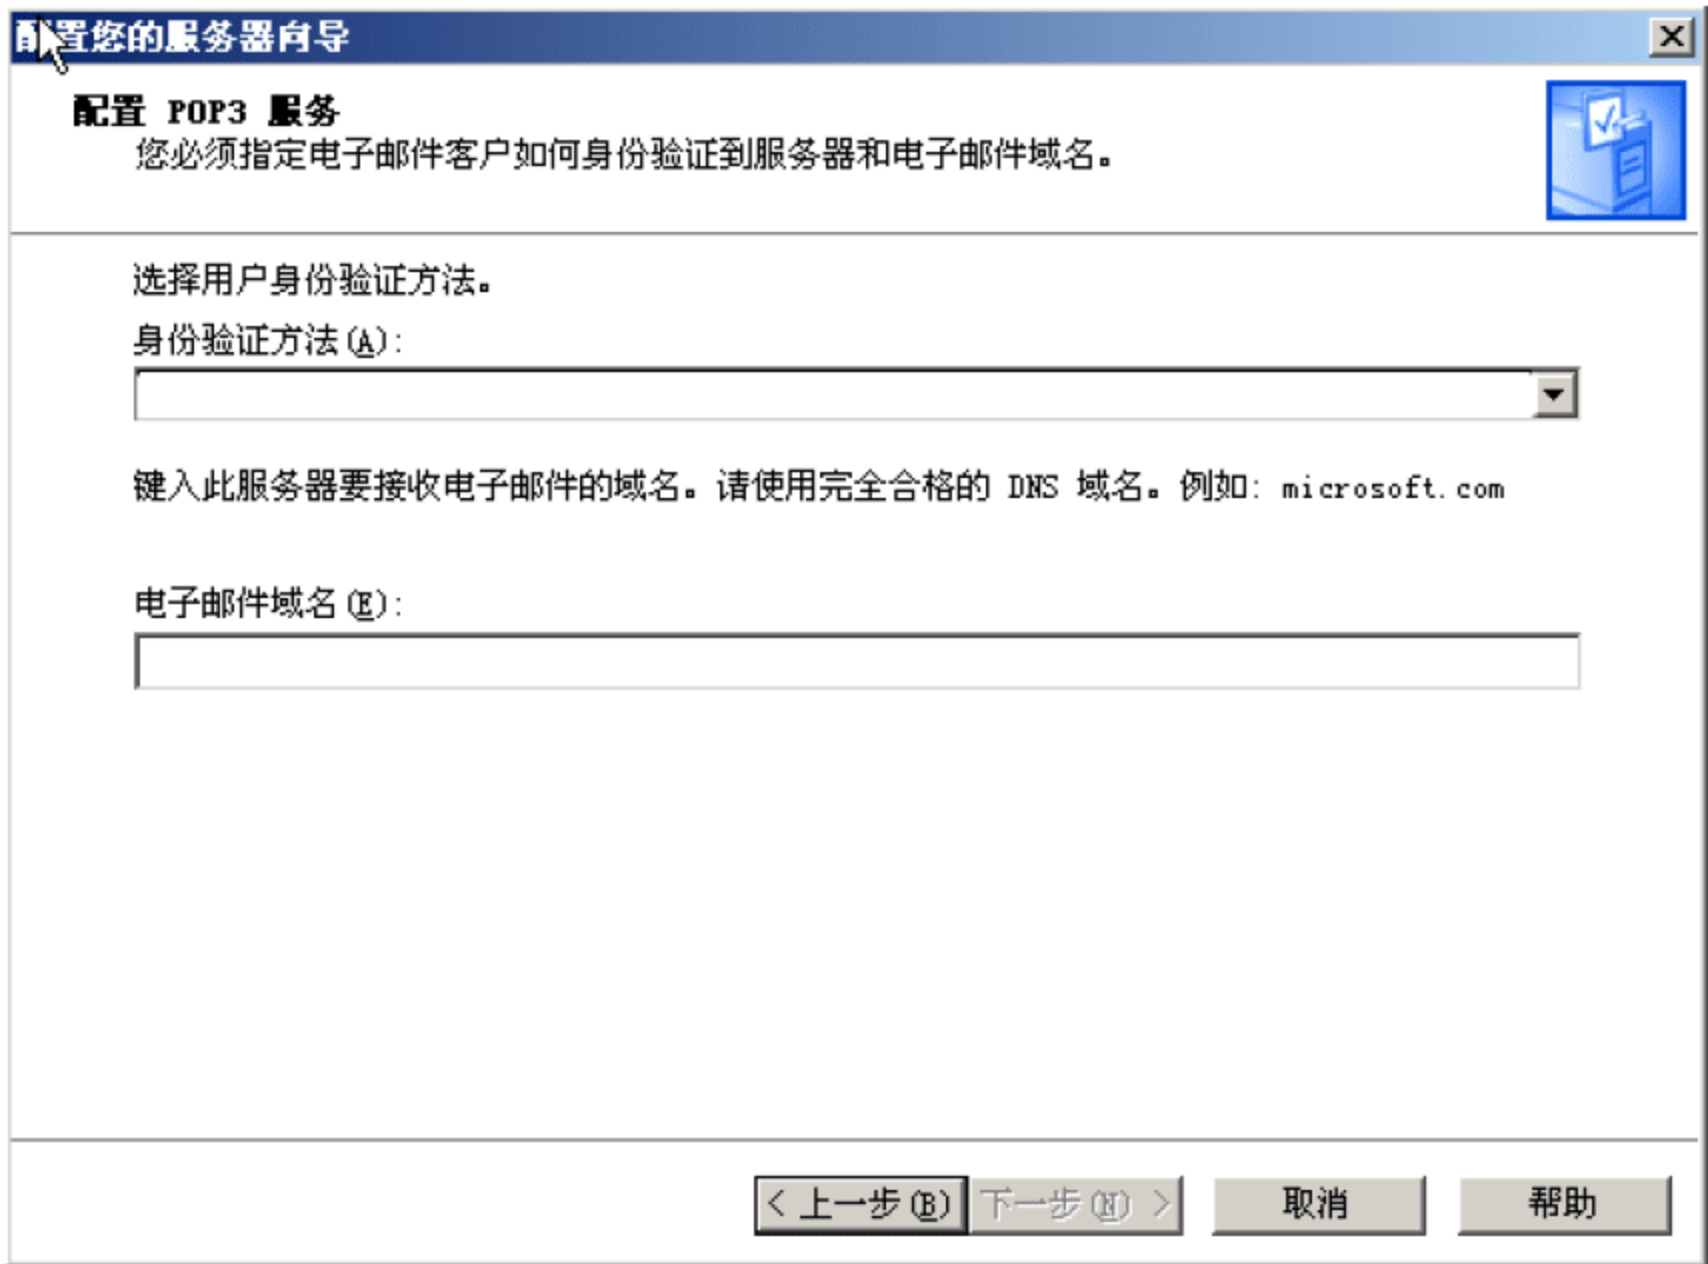 配置您的服务器向导
配置 POP3 服务
您必须指定电子邮件客户如何身份验证到服务器和电子邮件域名。
选择用户身份验证方法。
身份验证方法(A):
键入此服务器要接收电子邮件的域名。请使用完全合格的 DNS 域名。例如: microsoft.com
电子邮件域名(E):
< 上一步(B) 下一步(N) > 取消 帮助